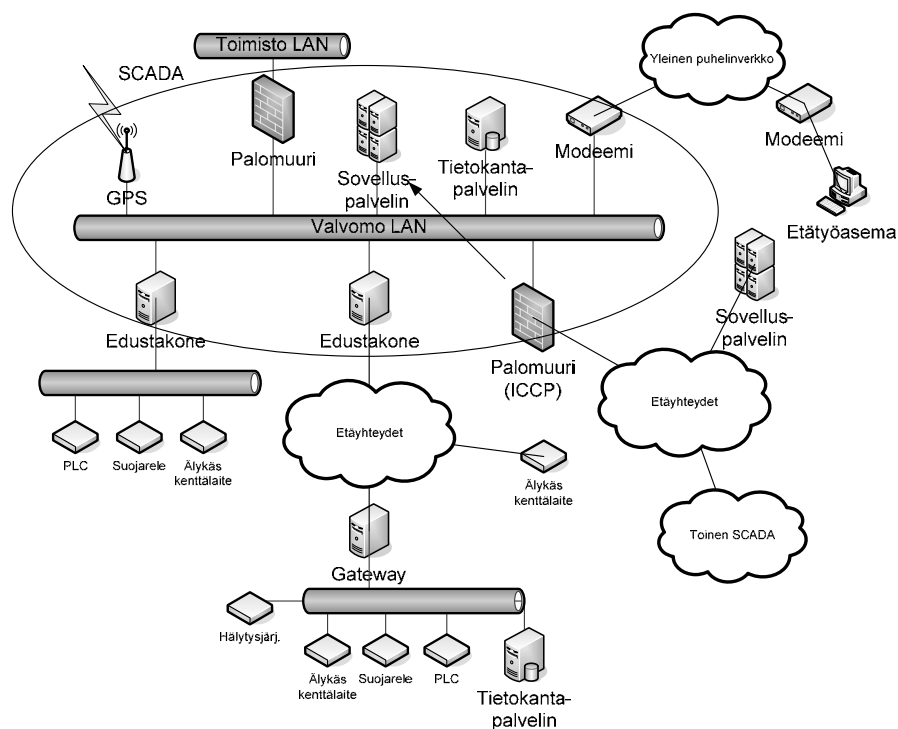 Toimisto LAN
SCADA
Yleinen puhelinverkko
Palomuuri
Sovellus-
palvelin
Tietokanta-
palvelin
Modeemi
Modeemi
GPS
Etätyöasema
Valvomo LAN
Sovellus-
palvelin
Edustakone
Edustakone
Palomuuri
(ICCP)
Etäyhteydet
Etäyhteydet
PLC
Suojarele
Älykäs
kenttälaite
Älykäs
kenttälaite
Toinen SCADA
Gateway
Hälytysjärj.
Älykäs
kenttälaite
Suojarele
PLC
Tietokanta-
palvelin